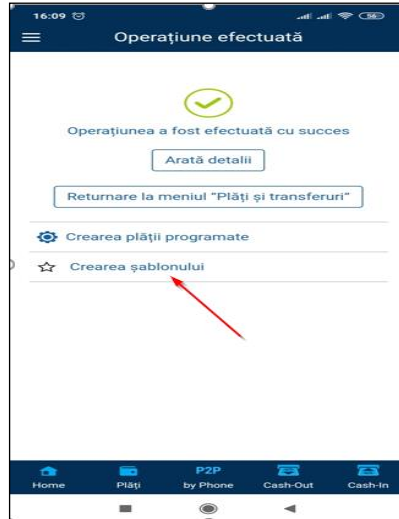 16:09
56
Operațiune efectuată
Operațiunea a fost efectuată cu succes
Arată detalii
Returnare la meniul "Plăți și transferuri"
Crearea plății programate
Crearea șablonului
P2P
Home Plăți by Phone Cash-Out Cash-In